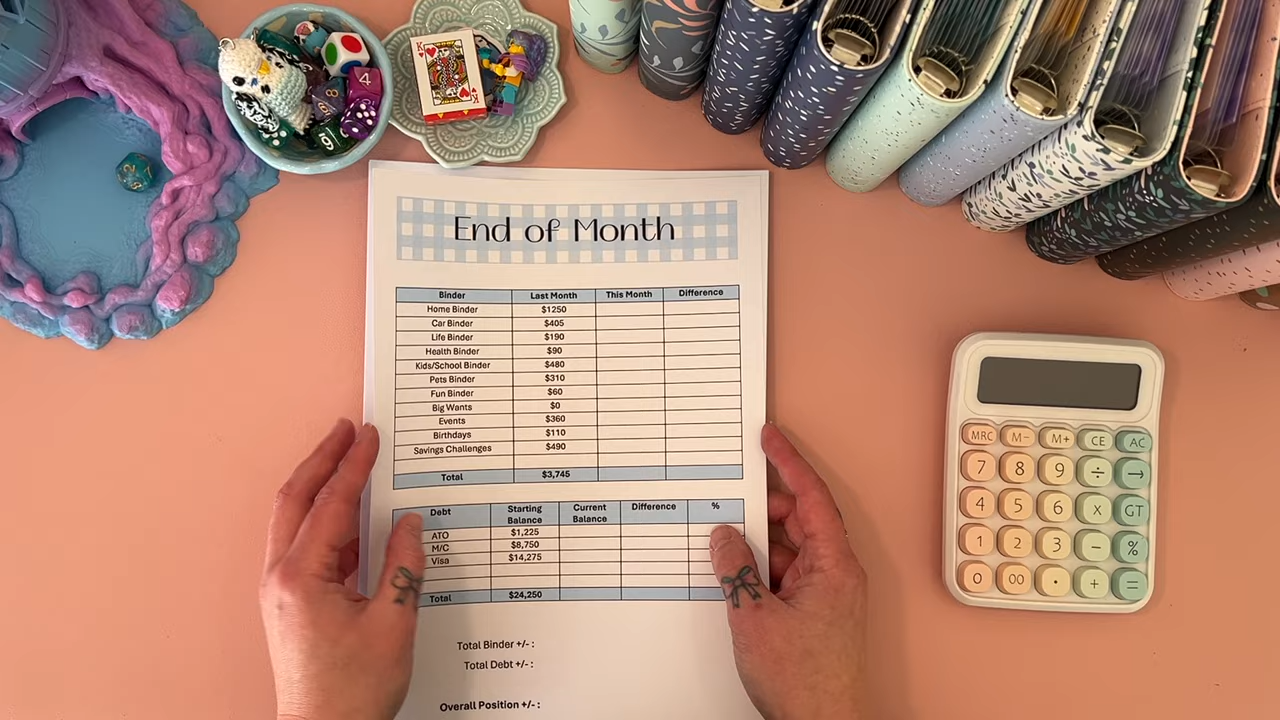 End of Month
Binder Last Month This Month Difference
Home Binder $1250
Car Binder $405
Life Binder $190
Health Binder $90
Kids/School Binder $480
Pets Binder $310
Fun Binder $60
Big Wants $0
Events $360
Birthdays $110
Savings Challenges $490
Total $3,745
Debt Starting Balance Current Balance Difference %
ATO $1,225
M/C $8,750
Visa $14,275
Total $24,250
Total Binder +/- :
Total Debt +/- :
Overall Position +/- :
MRC M- M+ CE AC
7 8 9 ÷ →
4 5 6 X GT
1 2 3 − %
0 00 · + =
K
4
8